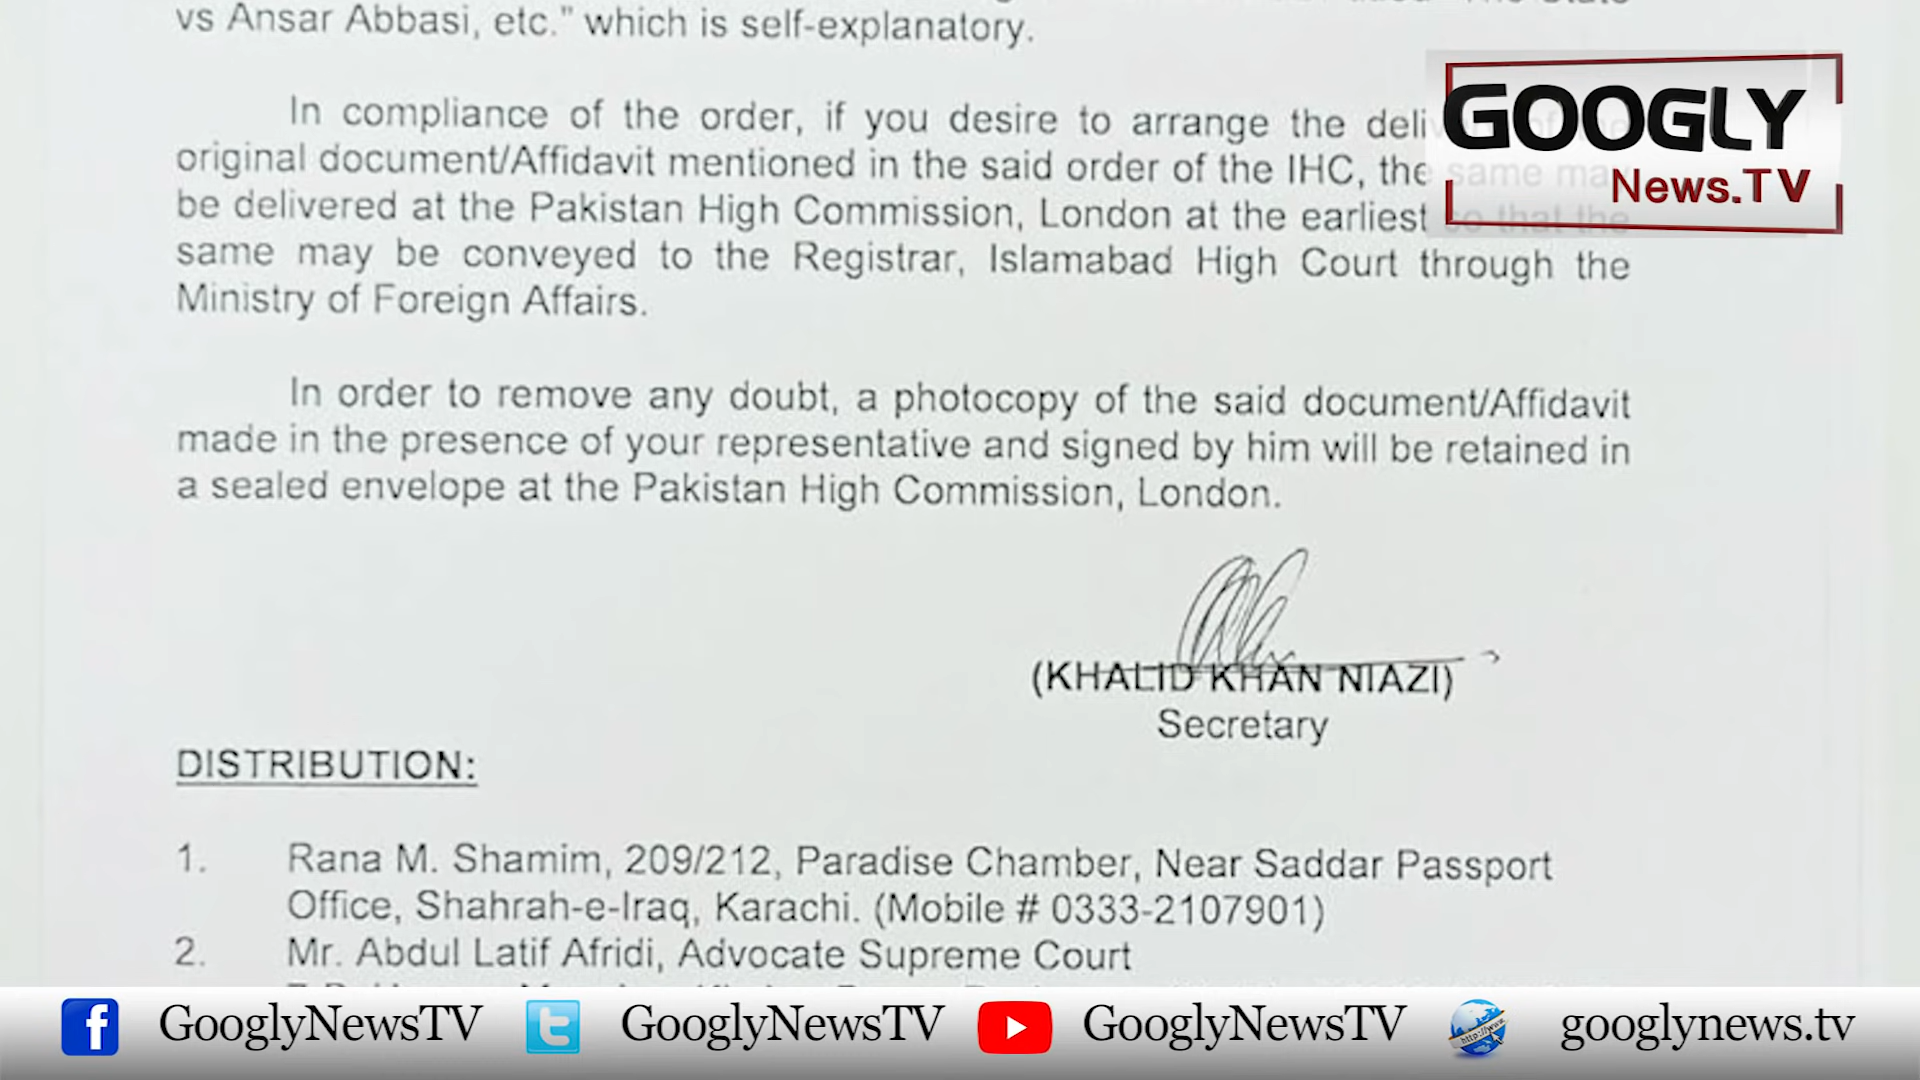 vs Ansar Abbasi, etc." which is self-explanatory.
In compliance of the order, if you desire to arrange the
original document/Affidavit mentioned in the said order of the IHC, the same
be delivered at the Pakistan High Commission, London at the earliest so that the
same may be conveyed to the Registrar, Islamabad High Court through the
Ministry of Foreign Affairs.
In order to remove any doubt, a photocopy of the said document/Affidavit
made in the presence of your representative and signed by him will be retained in
a sealed envelope at the Pakistan High Commission, London.
(KHALID KHAN NIAZI)
Secretary
DISTRIBUTION:
1. Rana M. Shamim, 209/212, Paradise Chamber, Near Saddar Passport
Office, Shahrah-e-Iraq, Karachi. (Mobile # 0333-2107901)
2. Mr. Abdul Latif Afridi, Advocate Supreme Court
GOOGLY
News.TV
GooglyNewsTV GooglyNewsTV GooglyNewsTV googlynews.tv